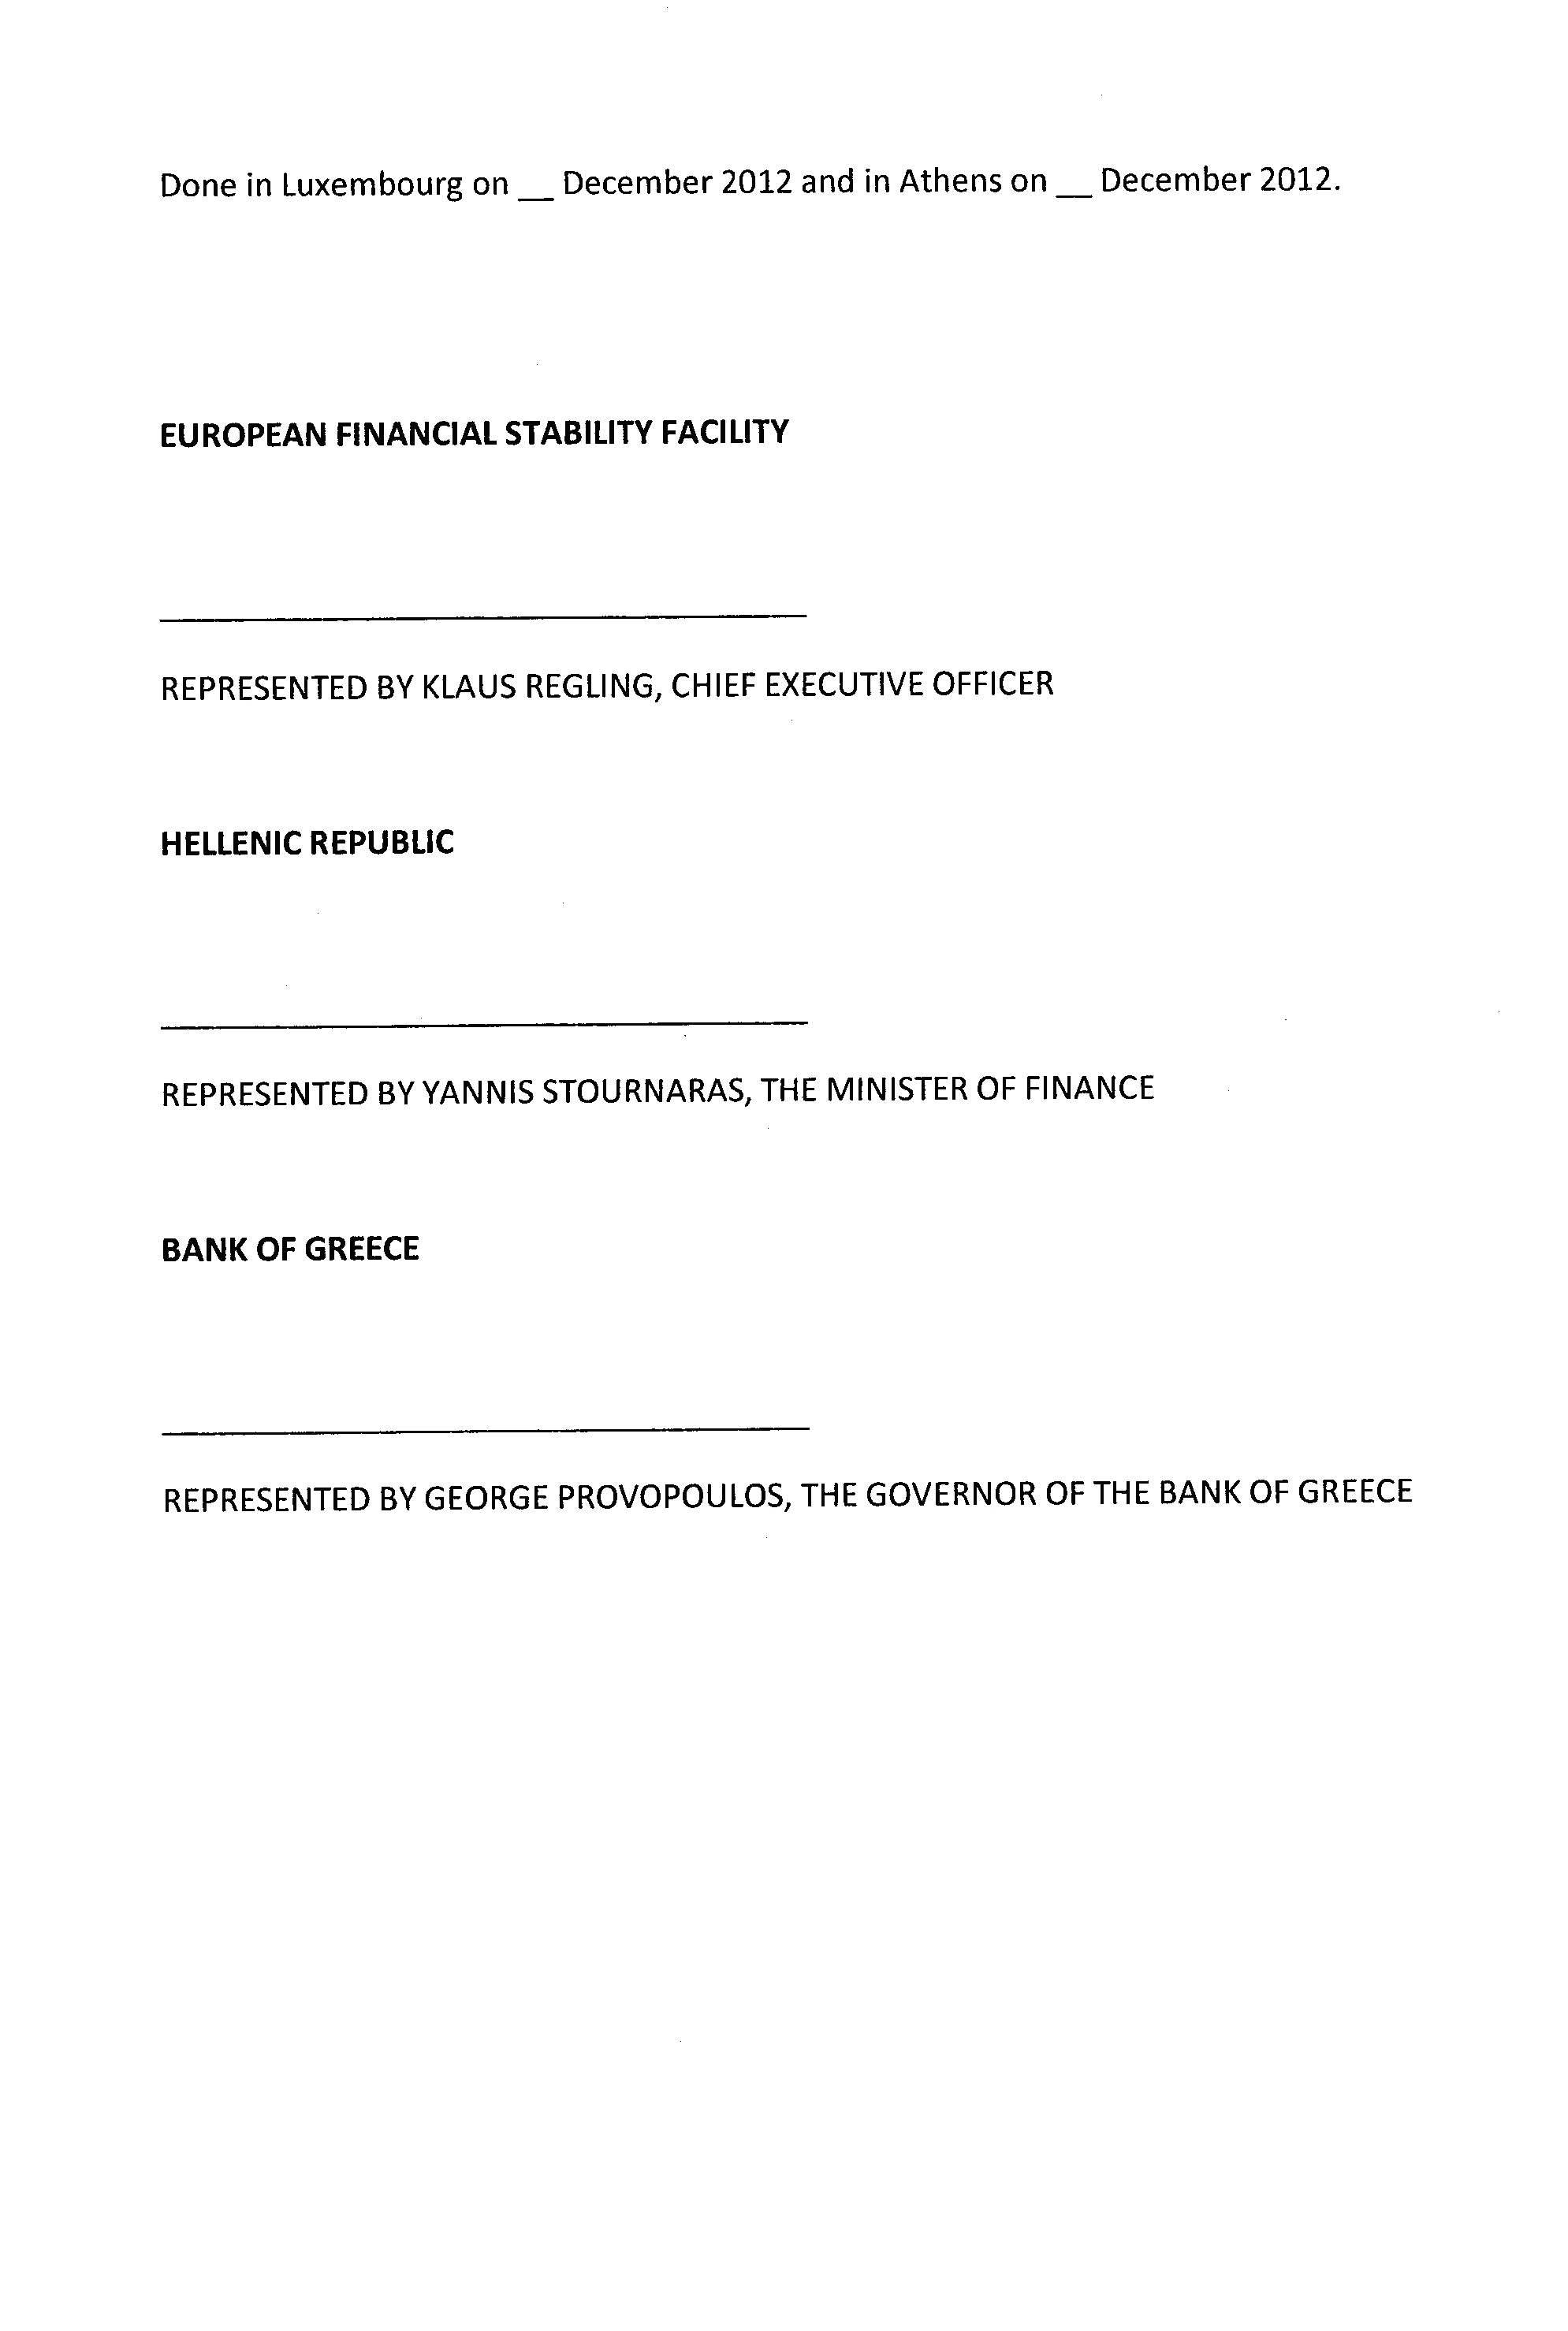 Done in Luxembourg on __ December 2012 and in Athens on __ December 2012.
EUROPEAN FINANCIAL STABILITY FACILITY
REPRESENTED BY KLAUS REGLING, CHIEF EXECUTIVE OFFICER
HELLENIC REPUBLIC
REPRESENTED BY YANNIS STOURNARAS, THE MINISTER OF FINANCE
BANK OF GREECE
REPRESENTED BY GEORGE PROVOPOULOS, THE GOVERNOR OF THE BANK OF GREECE